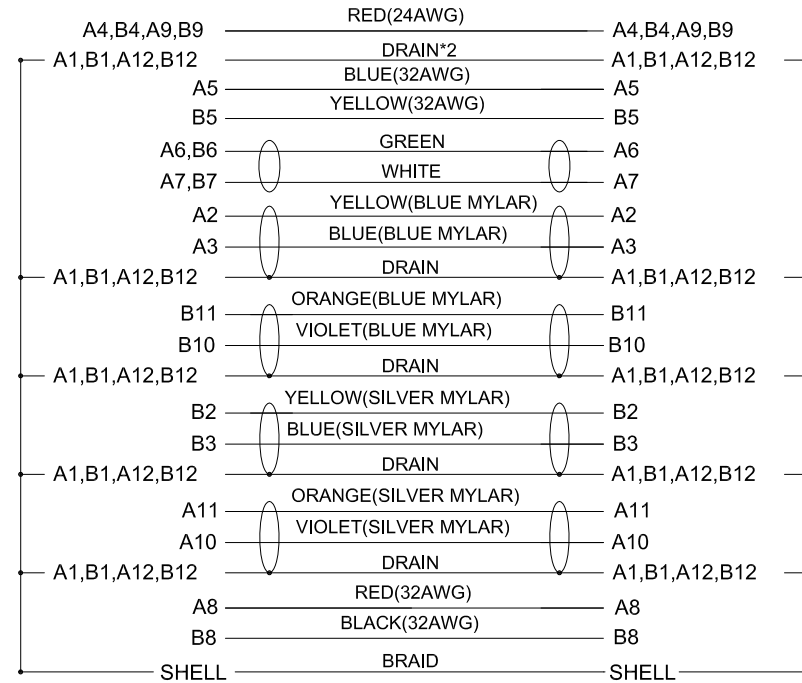 RED(24AWG)
A4,B4,A9,B9 A4,B4,A9,B9
DRAIN*2
A1,B1,A12,B12 A1,B1,A12,B12
BLUE(32AWG)
A5 A5
YELLOW(32AWG)
B5 B5
GREEN
A6,B6 A6
WHITE
A7,B7 A7
YELLOW(BLUE MYLAR)
A2 A2
BLUE(BLUE MYLAR)
A3 A3
DRAIN
A1,B1,A12,B12 A1,B1,A12,B12
ORANGE(BLUE MYLAR)
B11 B11
VIOLET(BLUE MYLAR)
B10 B10
DRAIN
A1,B1,A12,B12 A1,B1,A12,B12
YELLOW(SILVER MYLAR)
B2 B2
BLUE(SILVER MYLAR)
B3 B3
DRAIN
A1,B1,A12,B12 A1,B1,A12,B12
ORANGE(SILVER MYLAR)
A11 A11
VIOLET(SILVER MYLAR)
A10 A10
DRAIN
A1,B1,A12,B12 A1,B1,A12,B12
RED(32AWG)
A8 A8
BLACK(32AWG)
B8 B8
BRAID
SHELL SHELL